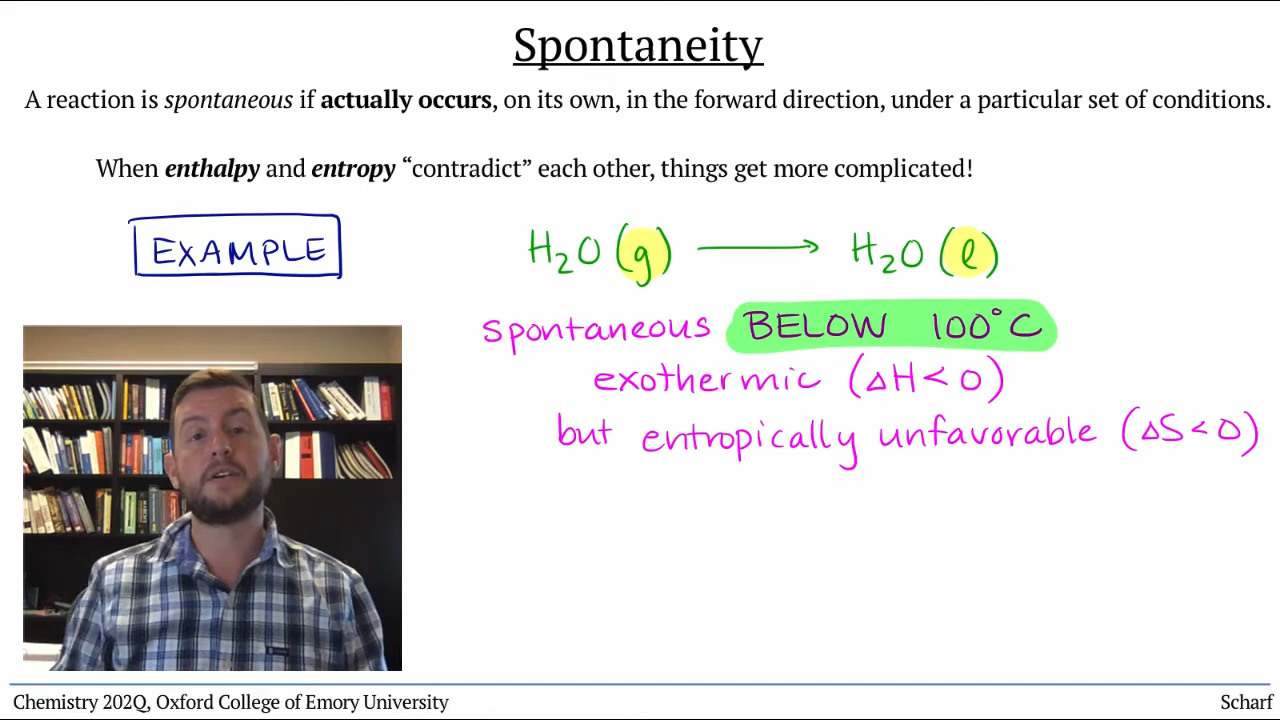 Spontaneity
A reaction is spontaneous if actually occurs, on its own, in the forward direction, under a particular set of conditions.
When enthalpy and entropy “contradict” each other, things get more complicated!
EXAMPLE
H₂O (g) ⟶ H₂O (l)
spontaneous BELOW 100°C
exothermic (ΔH < 0)
but entropically unfavorable (ΔS < 0)
Chemistry 202Q, Oxford College of Emory University
Scharf